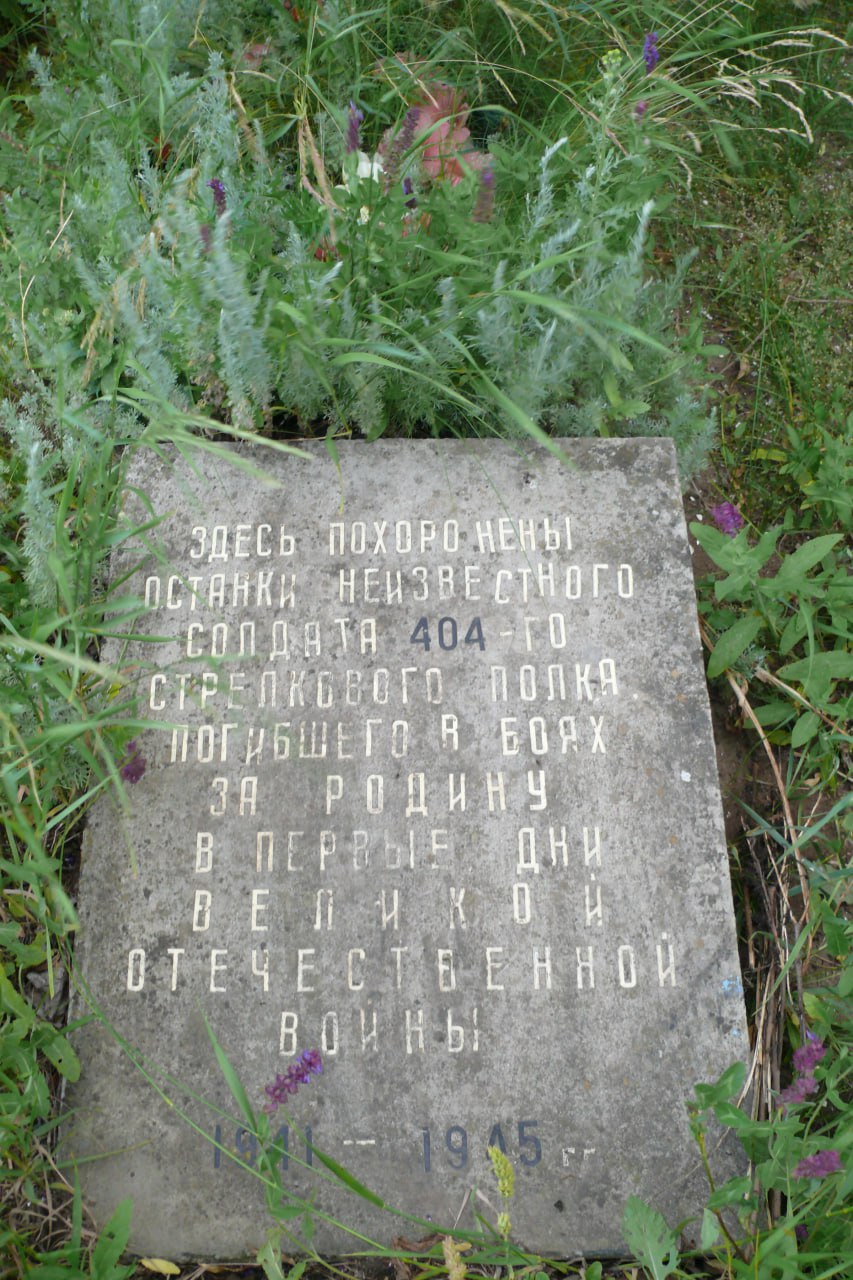 ЗДЕСЬ ПОХОРОНЕНЫ
ОСТАНКИ НЕИЗВЕСТНОГО
СОЛДАТА 404-ГО
СТРЕЛКОВОГО ПОЛКА,
ПОГИБШЕГО В БОЯХ
ЗА РОДИНУ
В ПЕРВЫЕ ДНИ
ВЕЛИКОЙ
ОТЕЧЕСТВЕННОЙ
ВОЙНЫ
1941 — 1945 гг